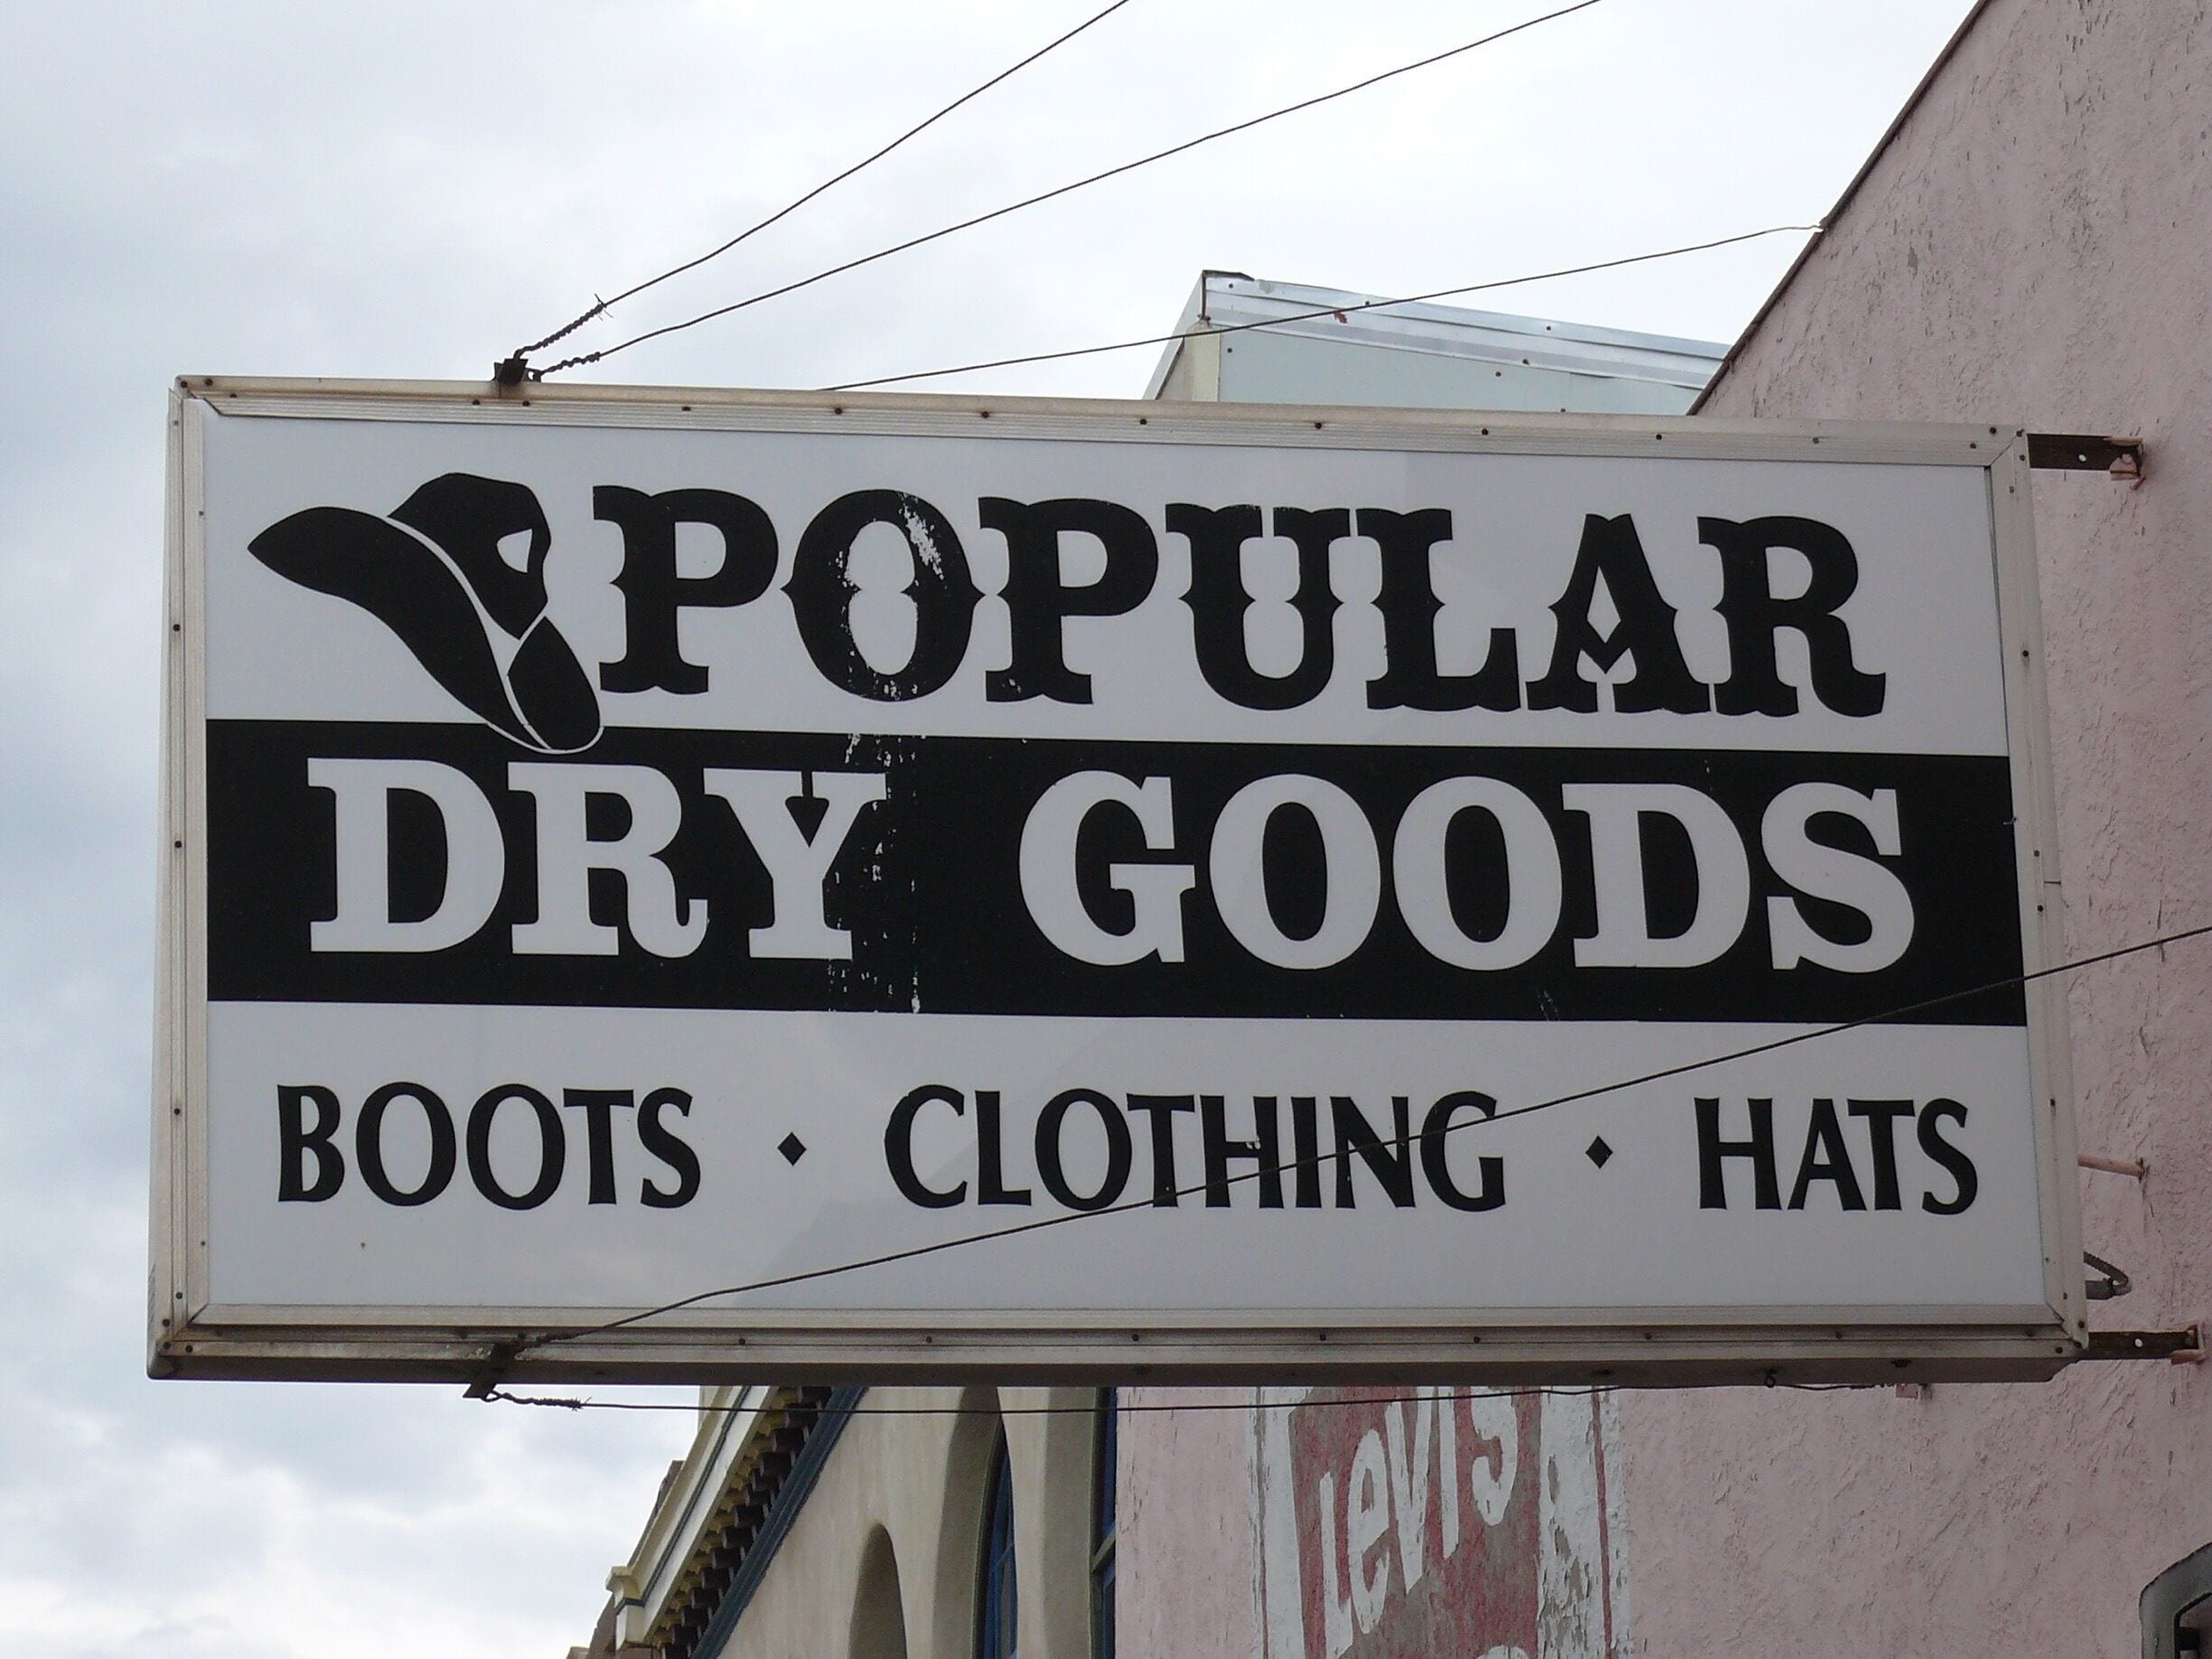 POPULAR
DRY GOODS
BOOTS ♦ CLOTHING ♦ HATS
Levi's